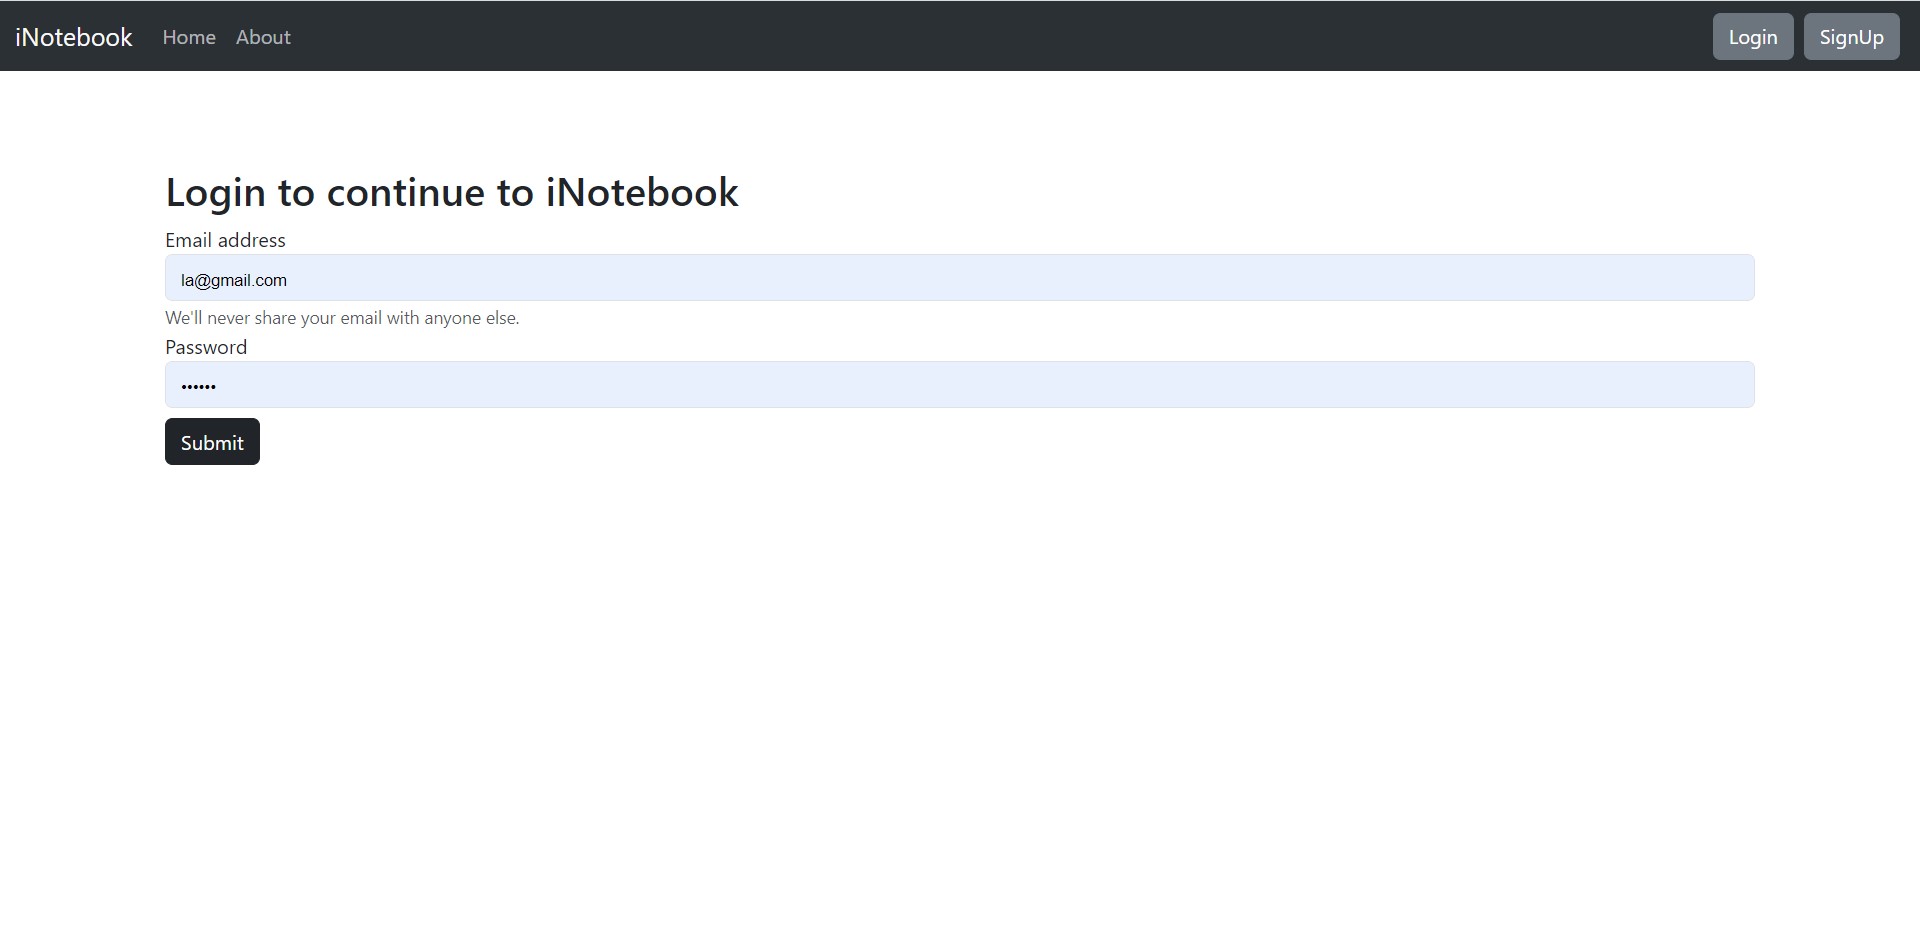 iNotebook Home About Login SignUp
Login to continue to iNotebook
Email address
la@gmail.com
We'll never share your email with anyone else.
Password
••••••
Submit